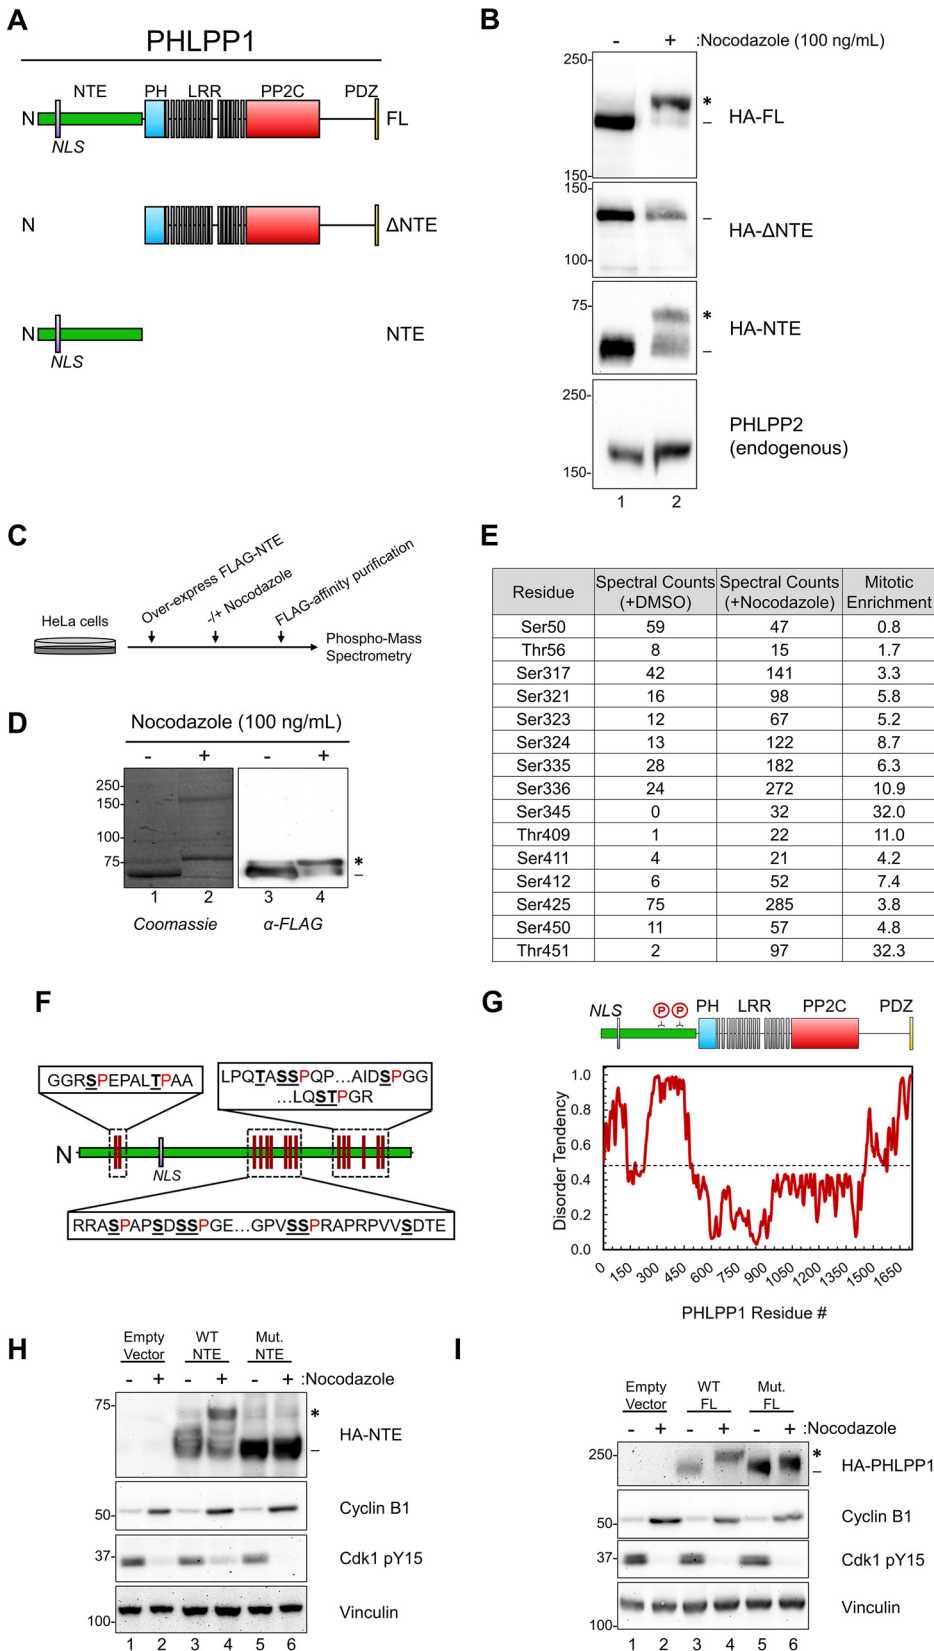 A
PHLPP1
NTE PH LRR PP2C PDZ
N FL
NLS
N ΔNTE
N NTE
NLS
B
- + :Nocodazole (100 ng/mL)
250-
*
– HA-FL
150-
150-
– HA-ΔNTE
100-
75-
*
HA-NTE
–
250-
PHLPP2
(endogenous)
150-
1 2
C
HeLa cells
Over-express FLAG-NTE
-/+ Nocodazole
FLAG-affinity purification
Phospho-Mass
Spectrometry
D
Nocodazole (100 ng/mL)
- + - +
250-
150-
100-
75-
*
–
1 2 3 4
Coomassie α-FLAG
E
Residue Spectral Counts (+DMSO) Spectral Counts (+Nocodazole) Mitotic Enrichment
Ser50 59 47 0.8
Thr56 8 15 1.7
Ser317 42 141 3.3
Ser321 16 98 5.8
Ser323 12 67 5.2
Ser324 13 122 8.7
Ser335 28 182 6.3
Ser336 24 272 10.9
Ser345 0 32 32.0
Thr409 1 22 11.0
Ser411 4 21 4.2
Ser412 6 52 7.4
Ser425 75 285 3.8
Ser450 11 57 4.8
Thr451 2 97 32.3
F
GGRSPEPALTPAA
LPQTASSPQP...AIDSPGG
...LQSTPGR
N
NLS
RRASPAPSDSSPGE...GPVSSPRAPRPVVSDTE
G
NLS P P PH LRR PP2C PDZ
Disorder Tendency
1.0
0.8
0.6
0.4
0.2
0.0
0 150 300 450 600 750 900 1050 1200 1350 1500 1650
PHLPP1 Residue #
H
Empty Vector WT NTE Mut. NTE
- + - + - + :Nocodazole
75-
*
HA-NTE
–
50- Cyclin B1
37- Cdk1 pY15
Vinculin
100-
1 2 3 4 5 6
I
Empty Vector WT FL Mut. FL
- + - + - + :Nocodazole
250-
*
– HA-PHLPP1
50- Cyclin B1
37- Cdk1 pY15
Vinculin
100-
1 2 3 4 5 6